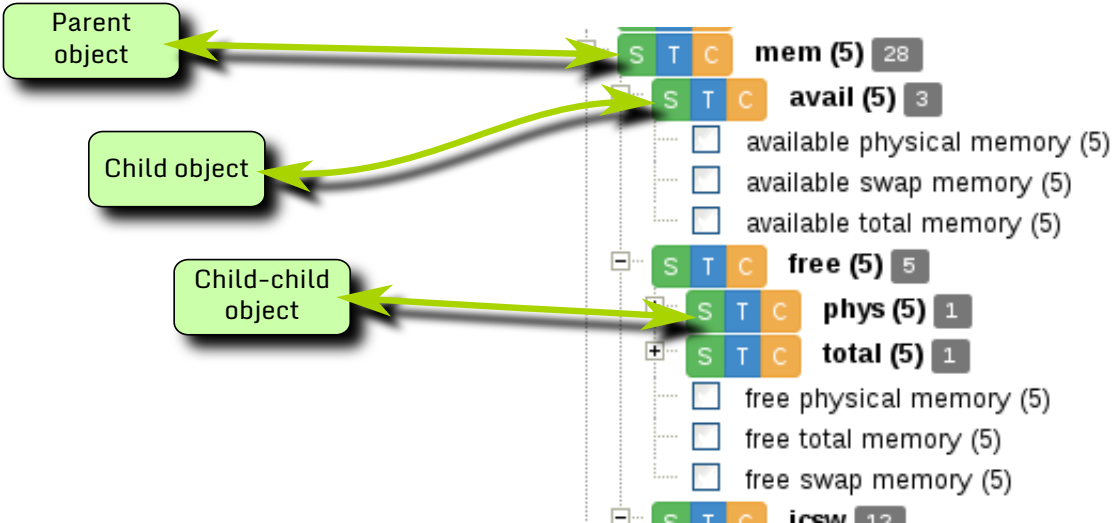 Parent
object
S T C mem (5) 28
S T C avail (5) 3
available physical memory (5)
Child object
available swap memory (5)
available total memory (5)
S T C free (5) 5
Child-child
object
S T C phys (5) 1
S T C total (5) 1
free physical memory (5)
free total memory (5)
free swap memory (5)
S T C icsw 12